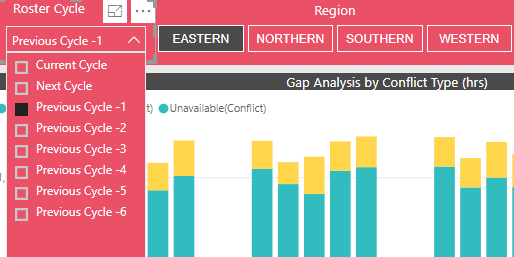 Roster Cycle
Region
Previous Cycle -1
EASTERN
NORTHERN
SOUTHERN
WESTERN
Current Cycle
Next Cycle
Previous Cycle -1
Previous Cycle -2
Previous Cycle -3
Previous Cycle -4
Previous Cycle -5
Previous Cycle -6
Gap Analysis by Conflict Type (hrs)
Unavailable(Conflict)